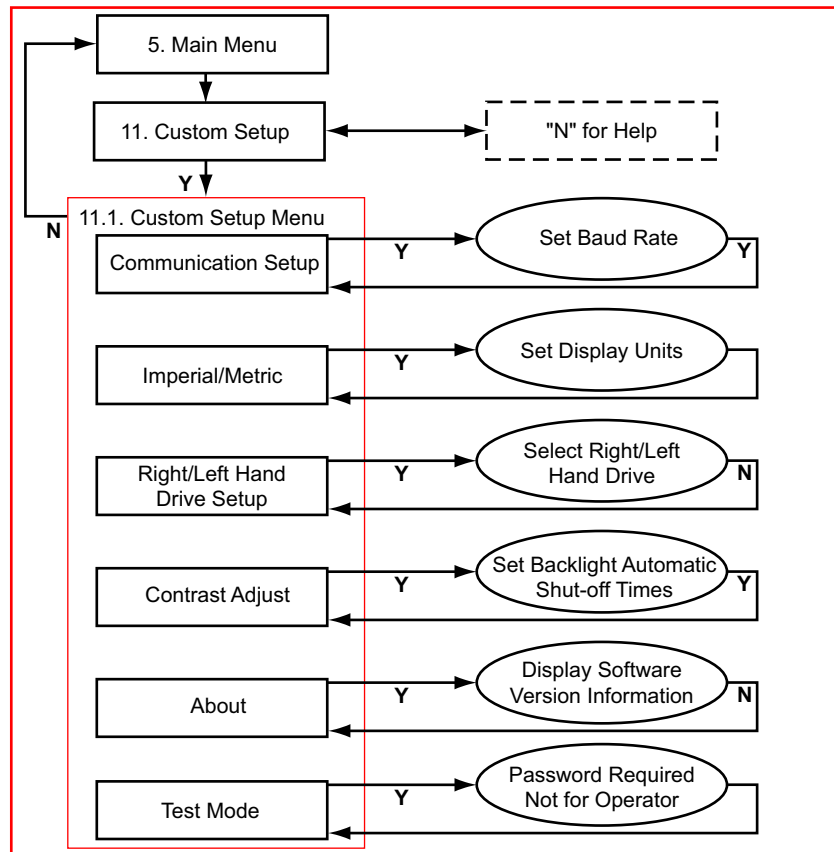 5. Main Menu
11. Custom Setup
"N" for Help
Y
N
11.1. Custom Setup Menu
Communication Setup
Y
Set Baud Rate
Y
Imperial/Metric
Y
Set Display Units
Right/Left Hand
Drive Setup
Y
Select Right/Left
Hand Drive
N
Contrast Adjust
Y
Set Backlight Automatic
Shut-off Times
Y
About
Y
Display Software
Version Information
N
Test Mode
Y
Password Required
Not for Operator